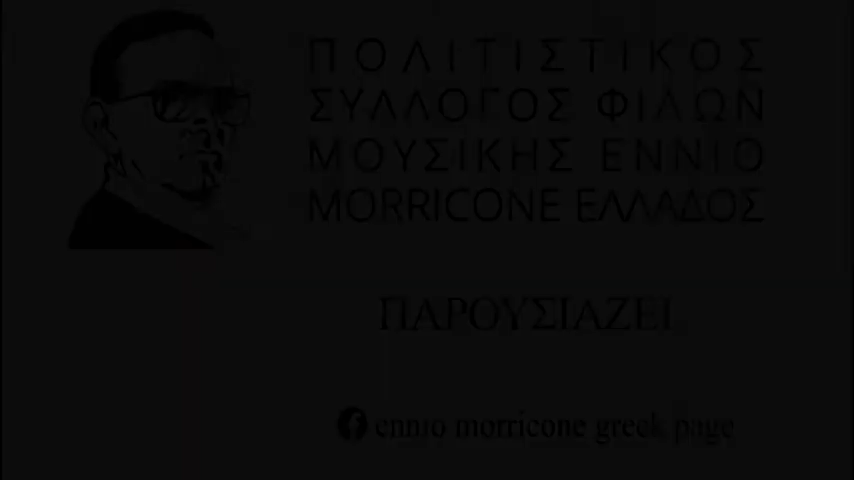 ΠΟΛΙΤΙΣΤΙΚΟΣ
ΣΥΛΛΟΓΟΣ ΦΙΛΩΝ
ΜΟΥΣΙΚΗΣ ΕΝΝΙΟ
MORRICONE ΕΛΛΑΔΟΣ
ΠΑΡΟΥΣΙΑΖΕΙ
ennio morricone greek page